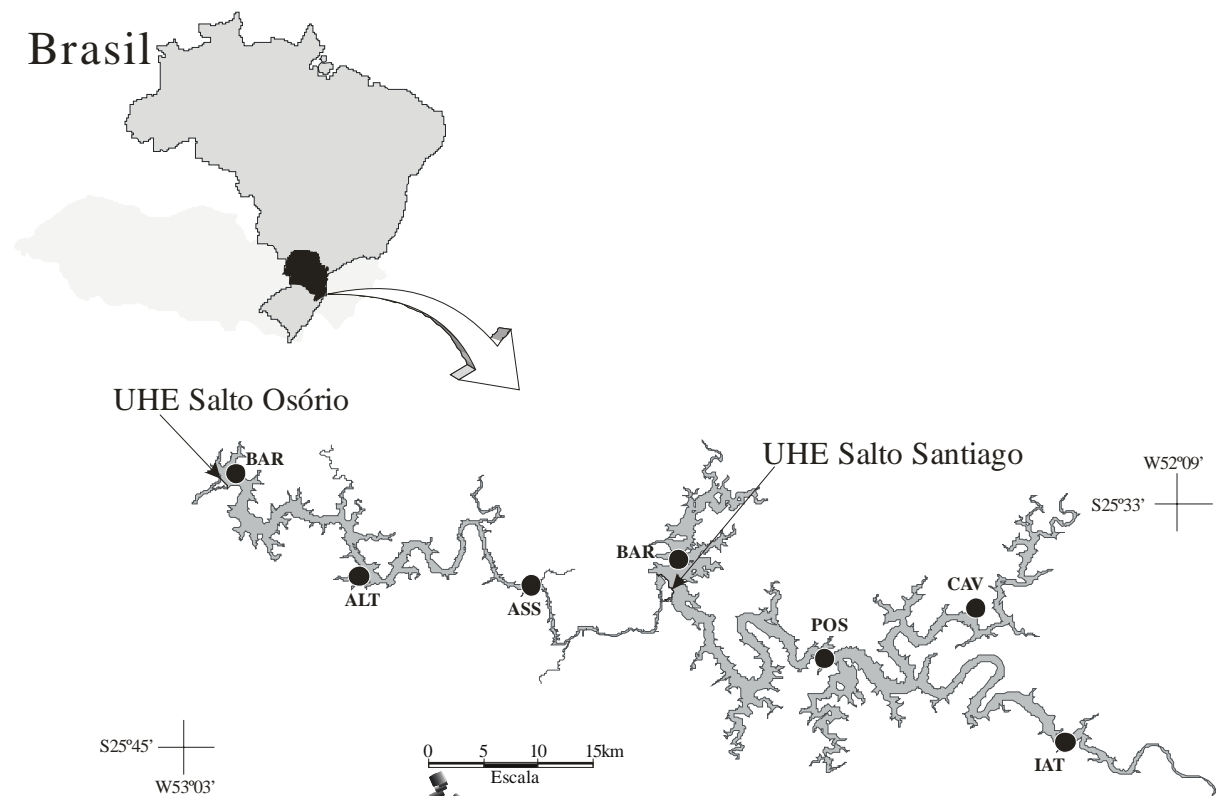 Brasil
UHE Salto Osório
BAR
UHE Salto Santiago
W52º09’
S25º33’
BAR
ALT
ASS
CAV
POS
S25º45’
W53º03’
0 5 10 15km
Escala
IAT